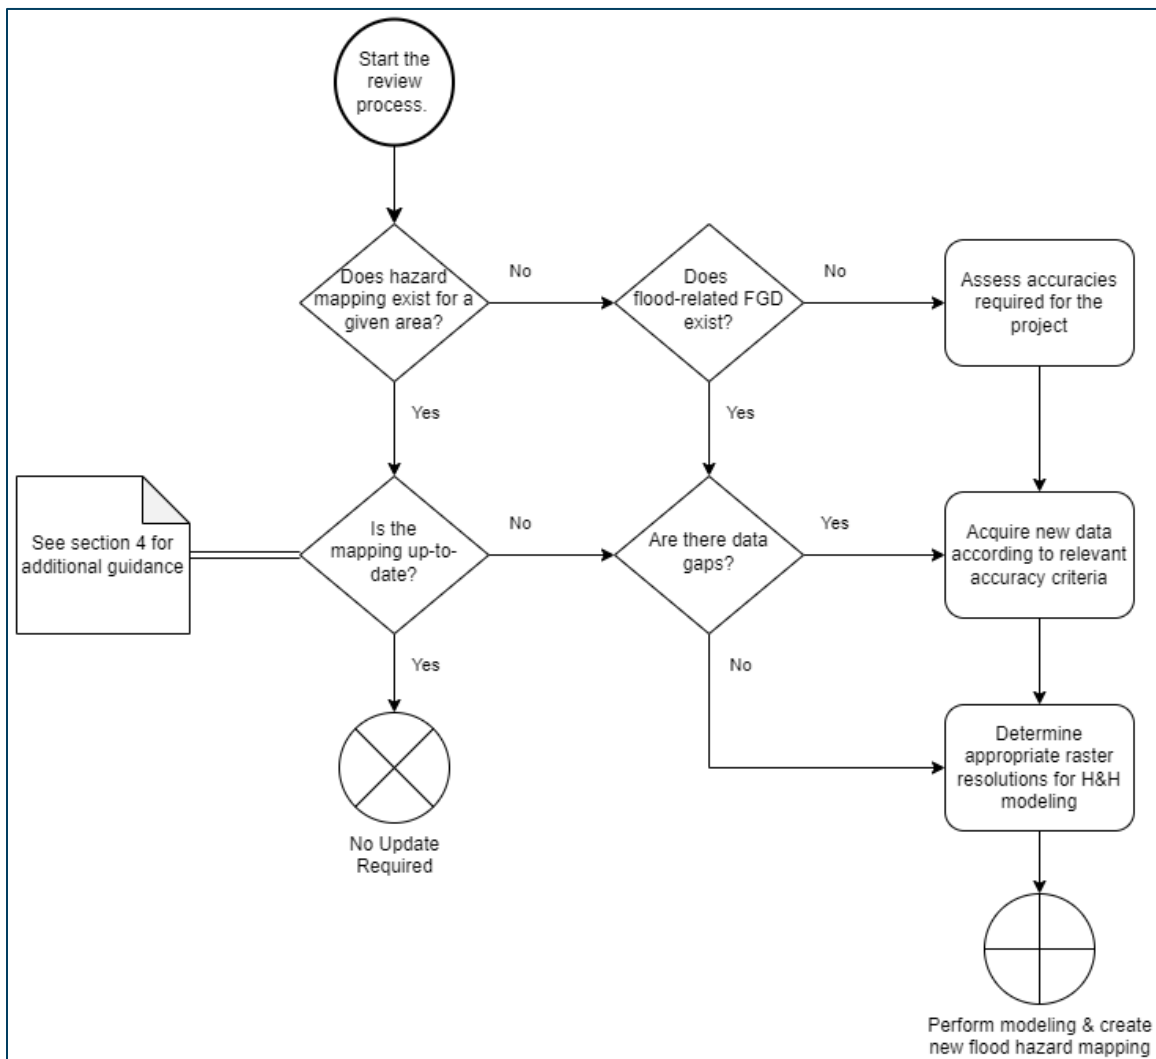 Start the
review
process.
Does hazard
mapping exist for a
given area?
No
Does
flood-related FGD
exist?
No
Assess accuracies
required for the
project
Yes
Yes
See section 4 for
additional guidance
Is the
mapping up-to-
date?
No
Are there data
gaps?
Yes
Acquire new data
according to relevant
accuracy criteria
Yes
No
Determine
appropriate raster
resolutions for H&H
modeling
No Update
Required
Perform modeling & create
new flood hazard mapping